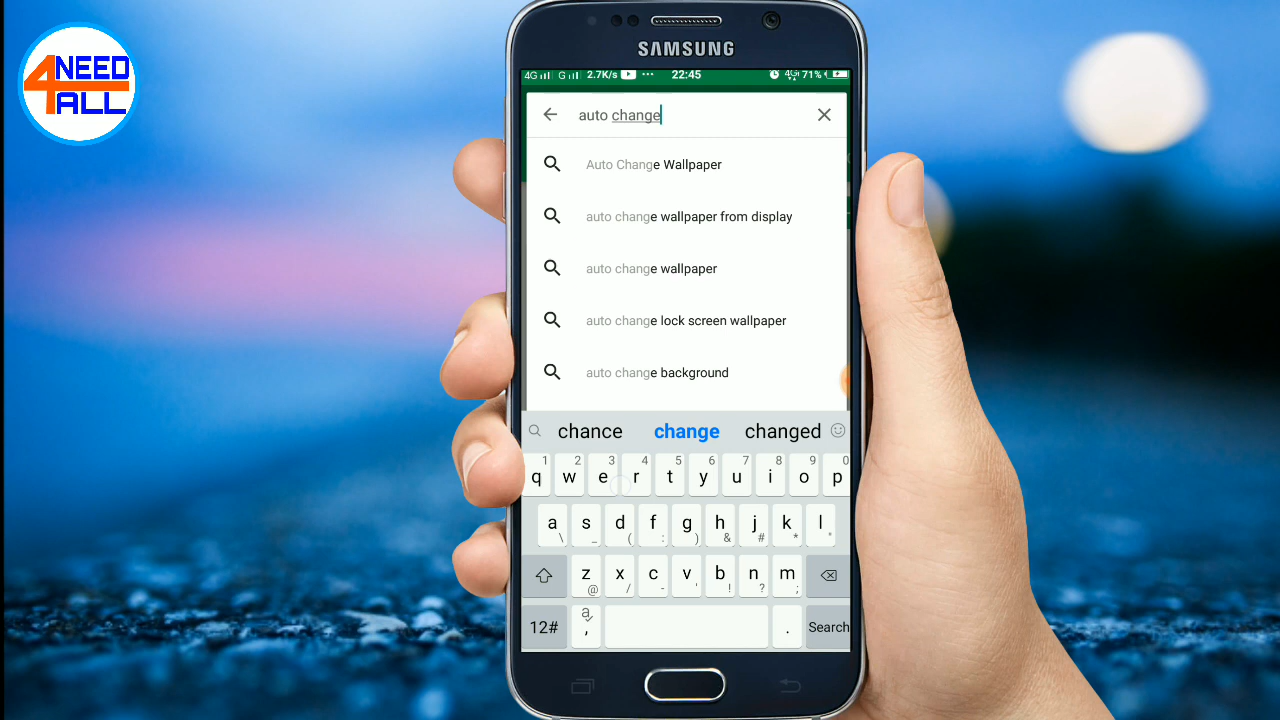 4NEED
ALL
SAMSUNG
4G G 2.7K/s 22:45 4G 71%
auto change
Auto Change Wallpaper
auto change wallpaper from display
auto change wallpaper
auto change lock screen wallpaper
auto change background
chance change changed
1 2 3 4 5 6 7 8 9 0
q w e r t y u i o p
a s d f g h j k l
\ _ ( : ) & # * "
z x c v b n m
@ / - ' ! ? ;
12# a , . Search